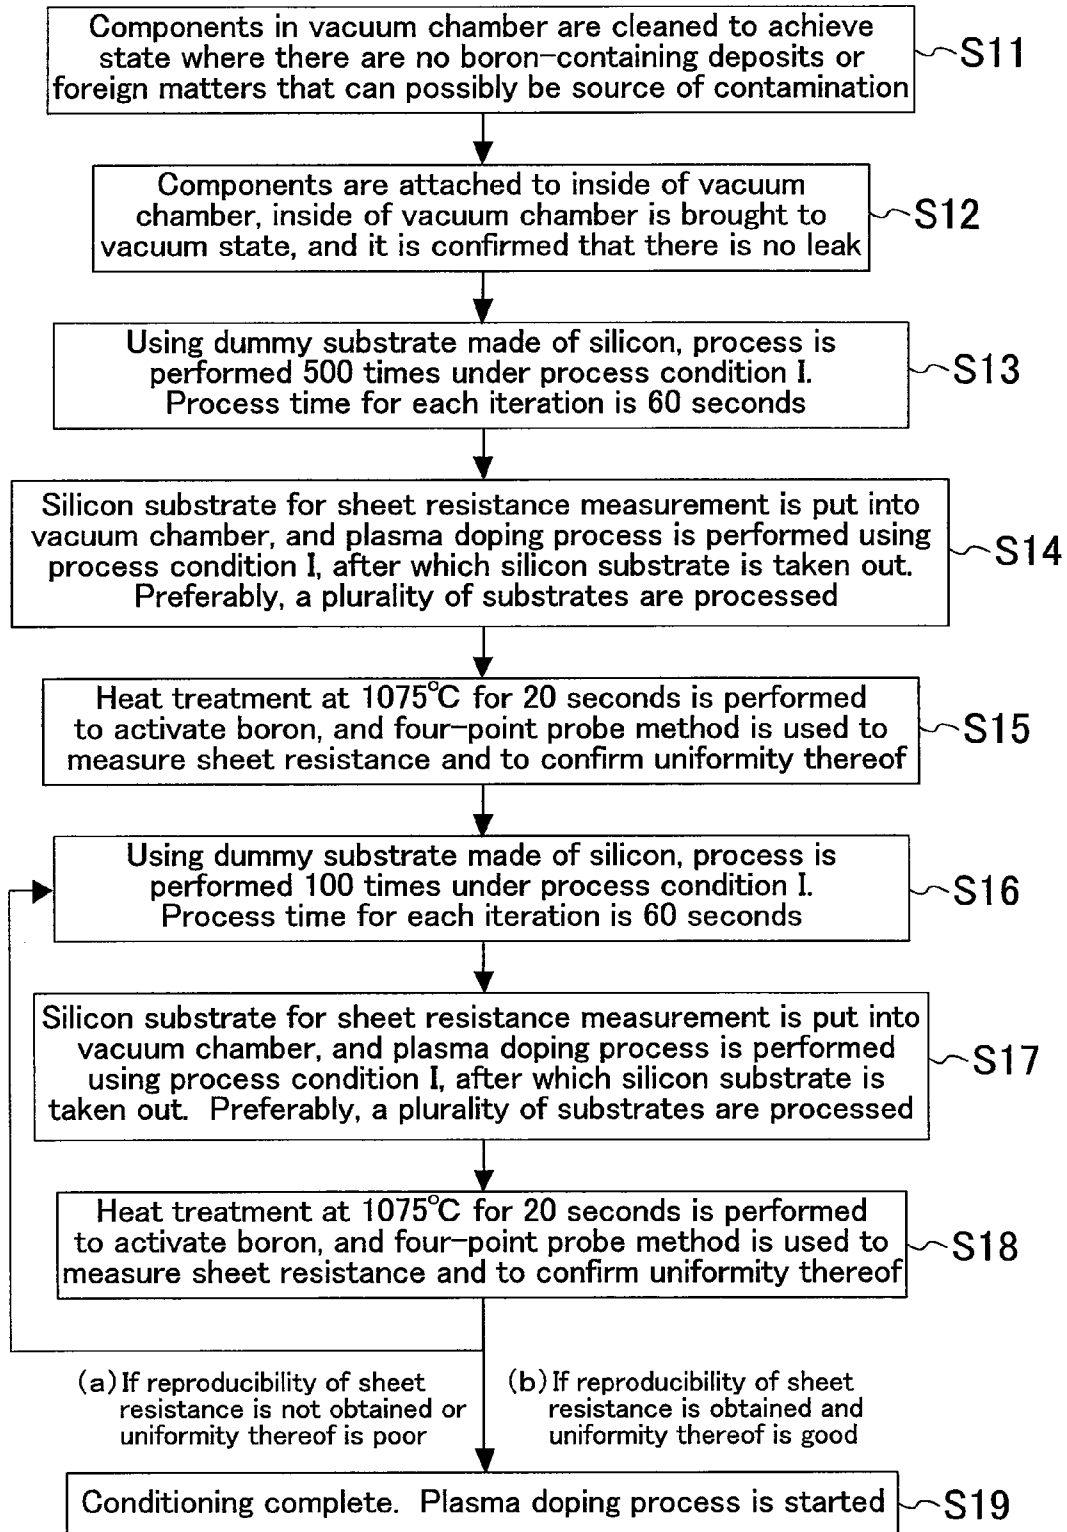 Components in vacuum chamber are cleaned to achieve
state where there are no boron-containing deposits or
foreign matters that can possibly be source of contamination
S11
Components are attached to inside of vacuum
chamber, inside of vacuum chamber is brought to
vacuum state, and it is confirmed that there is no leak
S12
Using dummy substrate made of silicon, process is
performed 500 times under process condition I.
Process time for each iteration is 60 seconds
S13
Silicon substrate for sheet resistance measurement is put into
vacuum chamber, and plasma doping process is performed using
process condition I, after which silicon substrate is taken out.
Preferably, a plurality of substrates are processed
S14
Heat treatment at 1075°C for 20 seconds is performed
to activate boron, and four-point probe method is used to
measure sheet resistance and to confirm uniformity thereof
S15
Using dummy substrate made of silicon, process is
performed 100 times under process condition I.
Process time for each iteration is 60 seconds
S16
Silicon substrate for sheet resistance measurement is put into
vacuum chamber, and plasma doping process is performed
using process condition I, after which silicon substrate is
taken out. Preferably, a plurality of substrates are processed
S17
Heat treatment at 1075°C for 20 seconds is performed
to activate boron, and four-point probe method is used to
measure sheet resistance and to confirm uniformity thereof
S18
(a) If reproducibility of sheet
resistance is not obtained or
uniformity thereof is poor
(b) If reproducibility of sheet
resistance is obtained and
uniformity thereof is good
Conditioning complete. Plasma doping process is started
S19